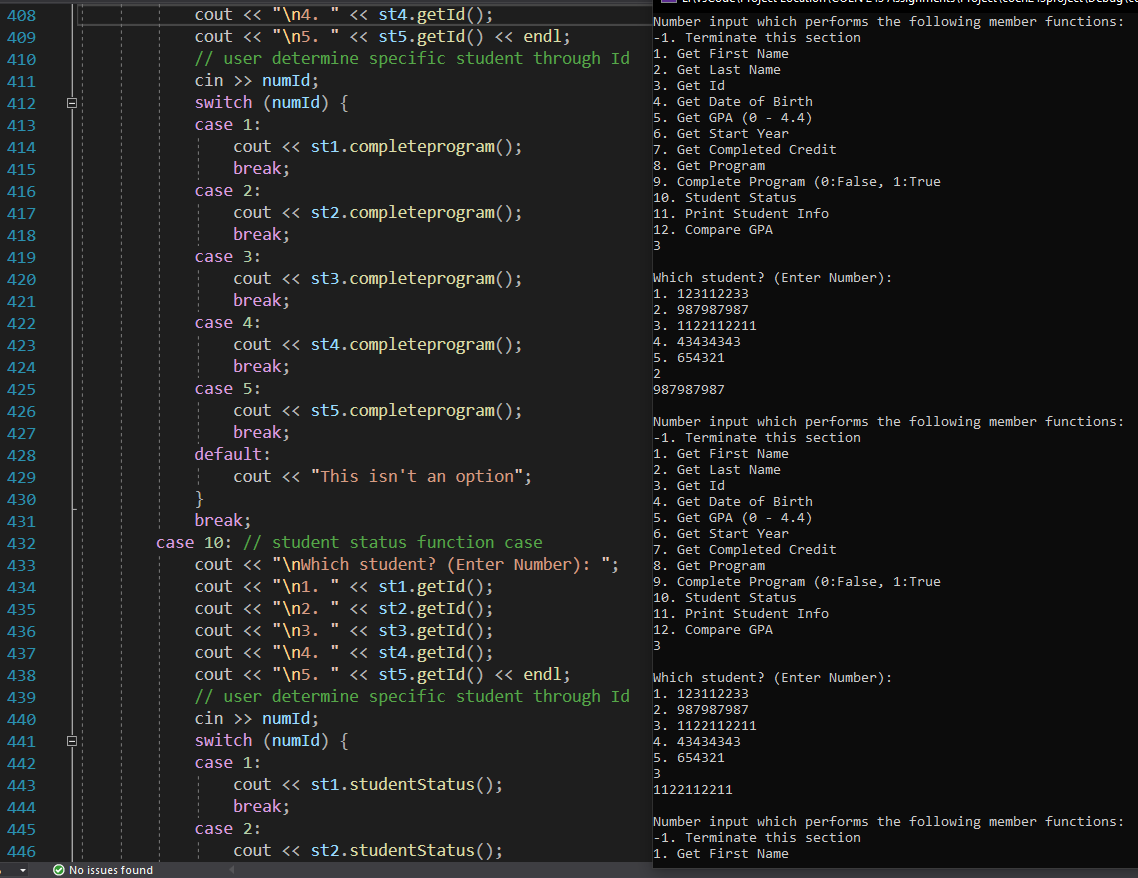 408 cout << "\n4. " << st4.getId();
409 cout << "\n5. " << st5.getId() << endl;
410 // user determine specific student through Id
411 cin >> numId;
412 switch (numId) {
413 case 1:
414 cout << st1.completeprogram();
415 break;
416 case 2:
417 cout << st2.completeprogram();
418 break;
419 case 3:
420 cout << st3.completeprogram();
421 break;
422 case 4:
423 cout << st4.completeprogram();
424 break;
425 case 5:
426 cout << st5.completeprogram();
427 break;
428 default:
429 cout << "This isn't an option";
430 }
431 break;
432 case 10: // student status function case
433 cout << "\nWhich student? (Enter Number): ";
434 cout << "\n1. " << st1.getId();
435 cout << "\n2. " << st2.getId();
436 cout << "\n3. " << st3.getId();
437 cout << "\n4. " << st4.getId();
438 cout << "\n5. " << st5.getId() << endl;
439 // user determine specific student through Id
440 cin >> numId;
441 switch (numId) {
442 case 1:
443 cout << st1.studentStatus();
444 break;
445 case 2:
446 cout << st2.studentStatus();
No issues found
Number input which performs the following member functions:
-1. Terminate this section
1. Get First Name
2. Get Last Name
3. Get Id
4. Get Date of Birth
5. Get GPA (0 - 4.4)
6. Get Start Year
7. Get Completed Credit
8. Get Program
9. Complete Program (0:False, 1:True
10. Student Status
11. Print Student Info
12. Compare GPA
3
Which student? (Enter Number):
1. 123112233
2. 987987987
3. 1122112211
4. 43434343
5. 654321
2
987987987
Number input which performs the following member functions:
-1. Terminate this section
1. Get First Name
2. Get Last Name
3. Get Id
4. Get Date of Birth
5. Get GPA (0 - 4.4)
6. Get Start Year
7. Get Completed Credit
8. Get Program
9. Complete Program (0:False, 1:True
10. Student Status
11. Print Student Info
12. Compare GPA
3
Which student? (Enter Number):
1. 123112233
2. 987987987
3. 1122112211
4. 43434343
5. 654321
3
1122112211
Number input which performs the following member functions:
-1. Terminate this section
1. Get First Name